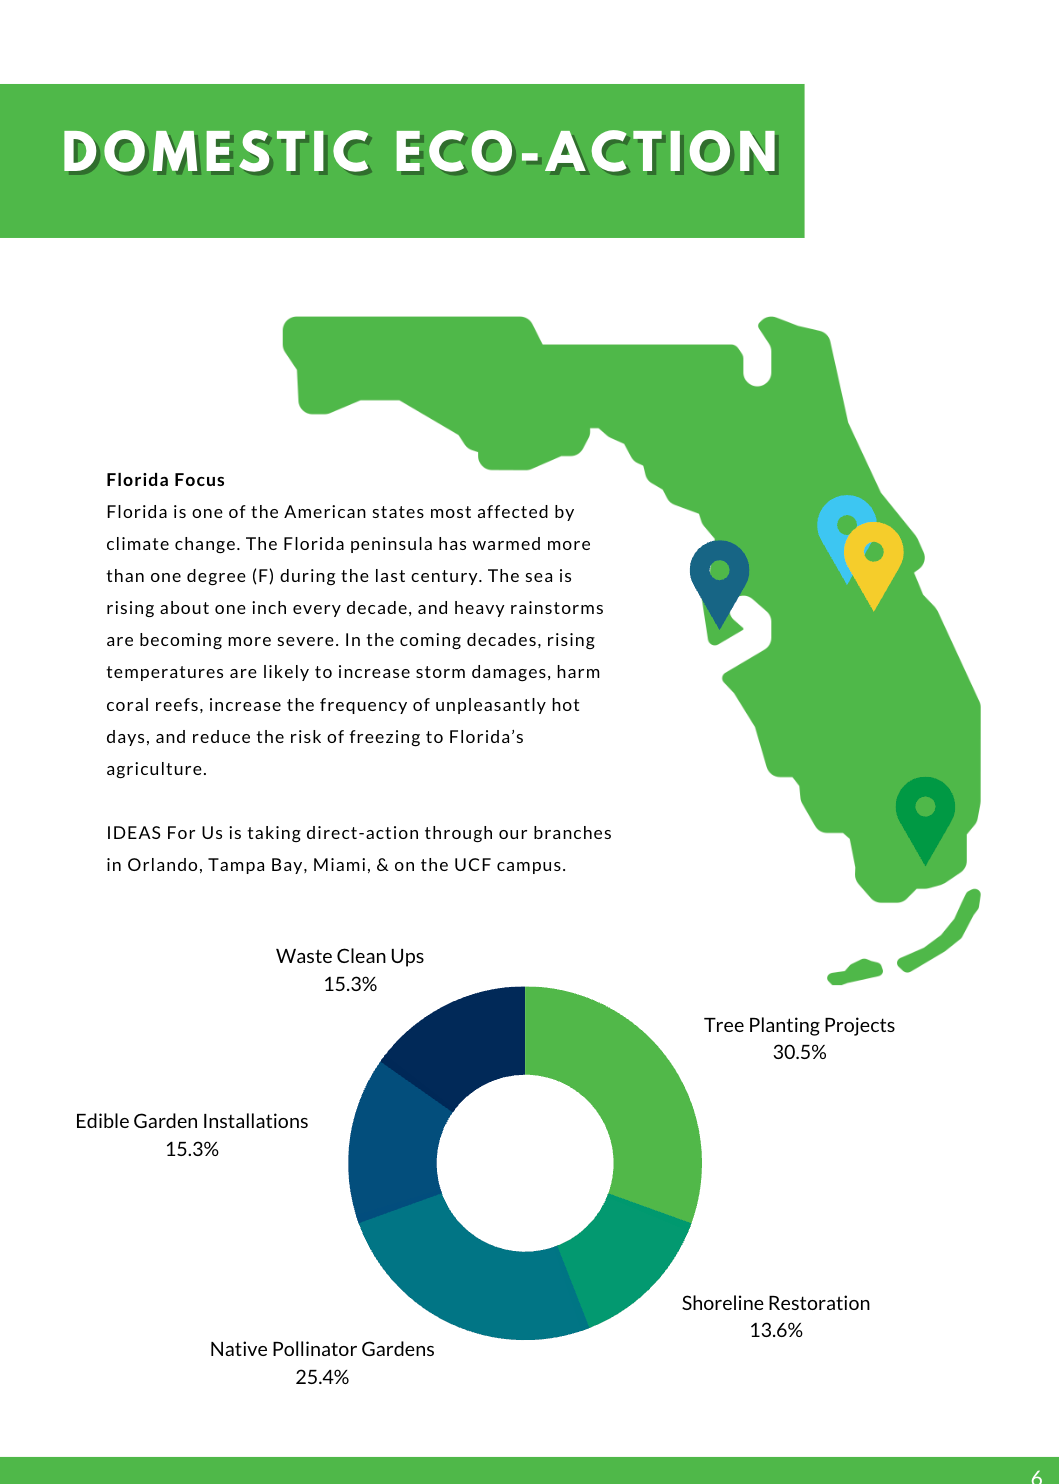 DOMESTIC ECO-ACTION
Florida Focus
Florida is one of the American states most affected by
climate change. The Florida peninsula has warmed more
than one degree (F) during the last century. The sea is
rising about one inch every decade, and heavy rainstorms
are becoming more severe. In the coming decades, rising
temperatures are likely to increase storm damages, harm
coral reefs, increase the frequency of unpleasantly hot
days, and reduce the risk of freezing to Florida’s
agriculture.
IDEAS For Us is taking direct-action through our branches
in Orlando, Tampa Bay, Miami, & on the UCF campus.
Waste Clean Ups
15.3%
Tree Planting Projects
30.5%
Edible Garden Installations
15.3%
Shoreline Restoration
13.6%
Native Pollinator Gardens
25.4%
6